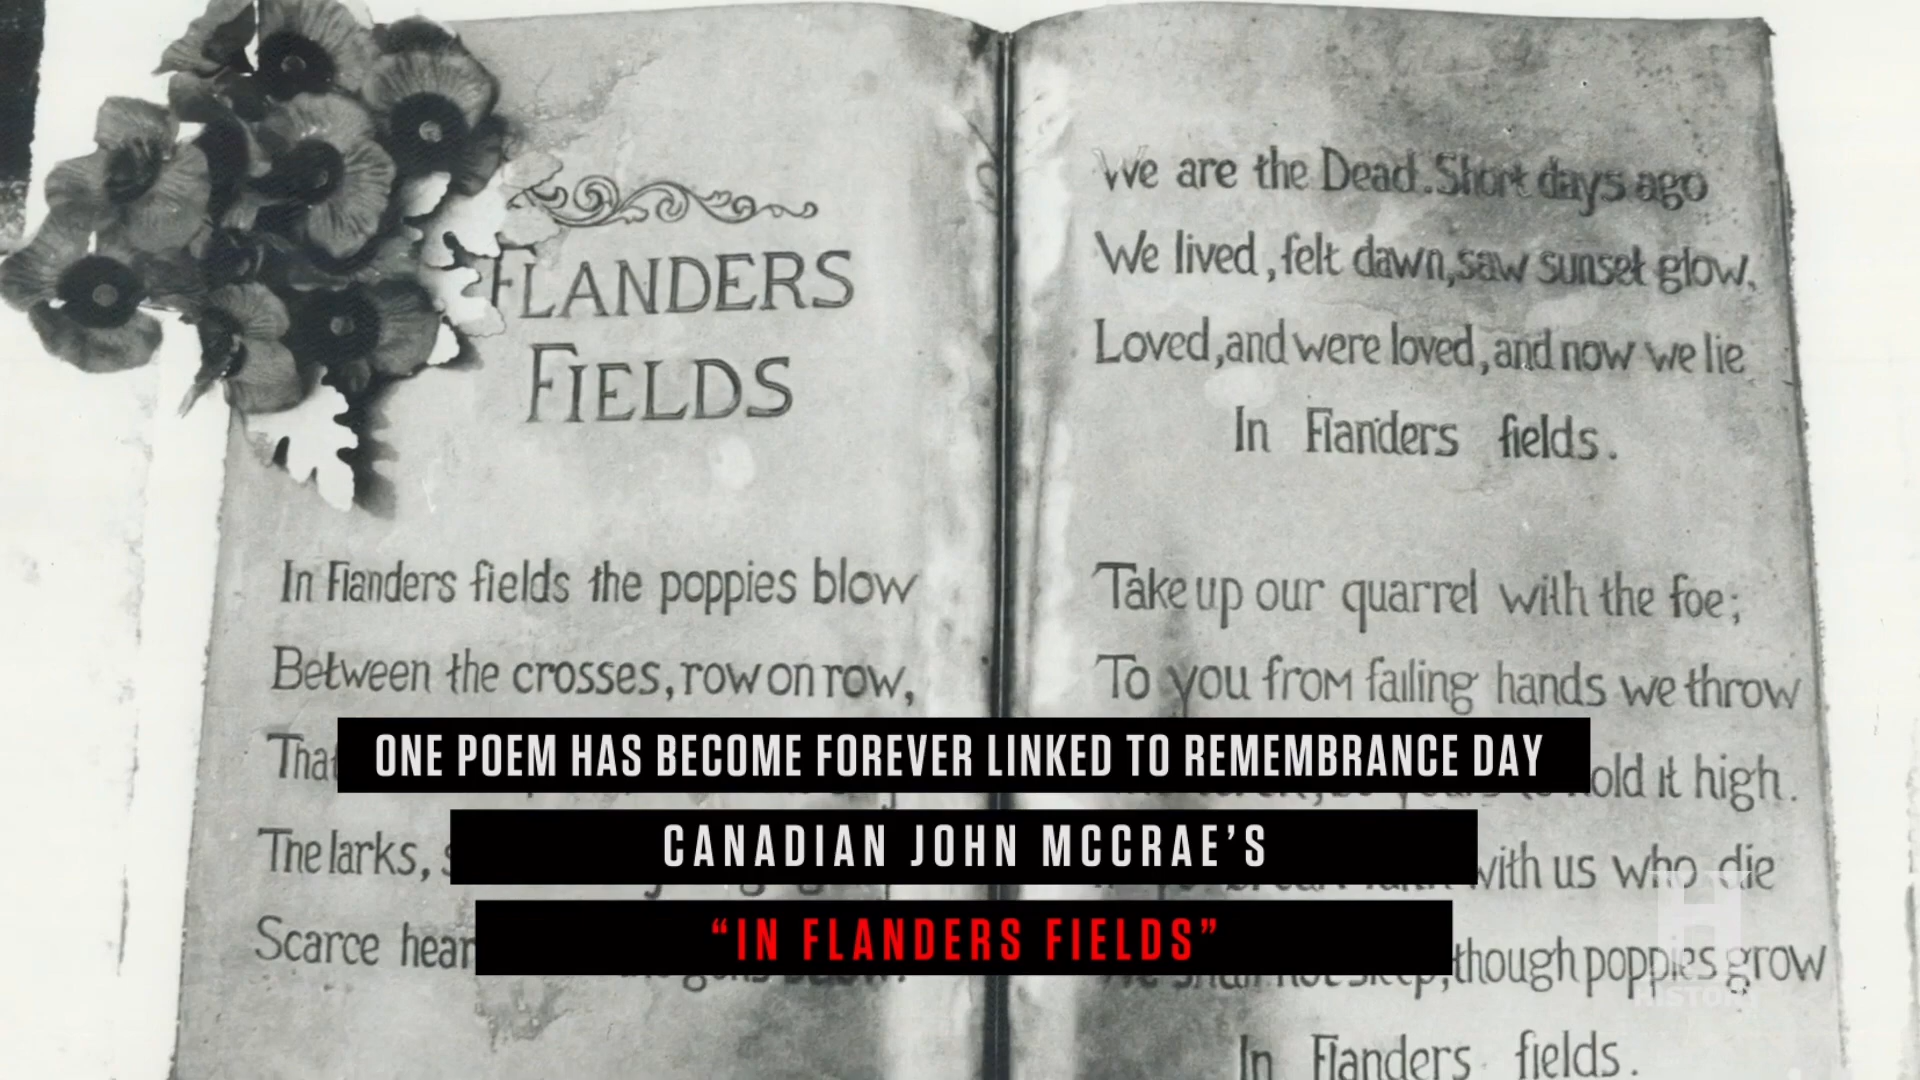 FLANDERS
FIELDS
In Flanders fields the poppies blow
Between the crosses, row on row,
The larks,
Scarce
We are the Dead. Short days ago
We lived, felt dawn, saw sunset glow,
Loved, and were loved, and now we lie
In Flanders fields.
Take up our quarrel with the foe;
To you from failing hands we throw
it high.
with us who die
though poppies grow
In Flanders fields.
ONE POEM HAS BECOME FOREVER LINKED TO REMEMBRANCE DAY
CANADIAN JOHN MCCRAE'S
“IN FLANDERS FIELDS”
H
HISTORY